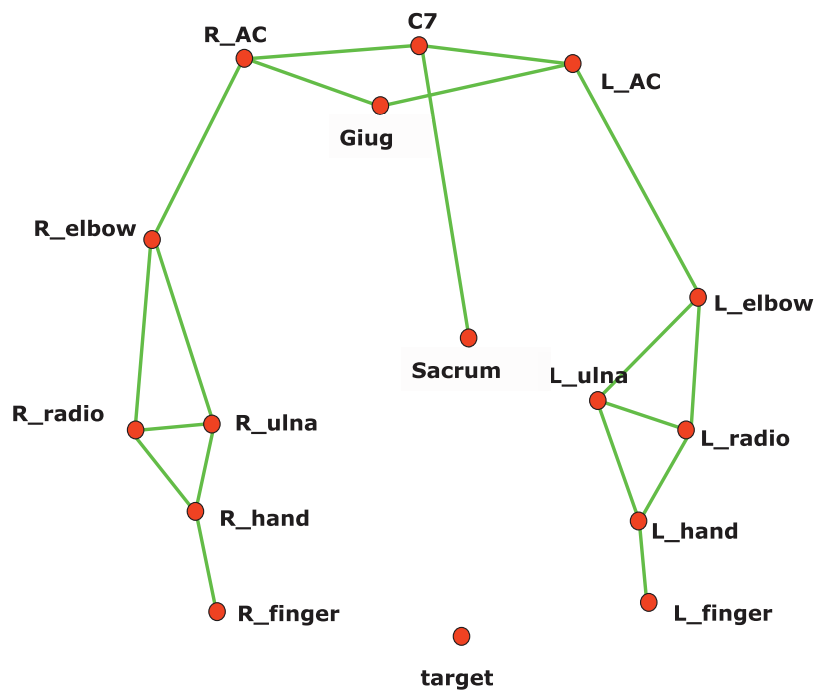 C7
R_AC
L_AC
Giug
R_elbow
L_elbow
Sacrum
L_ulna
R_radio
R_ulna
L_radio
R_hand
L_hand
R_finger
L_finger
target